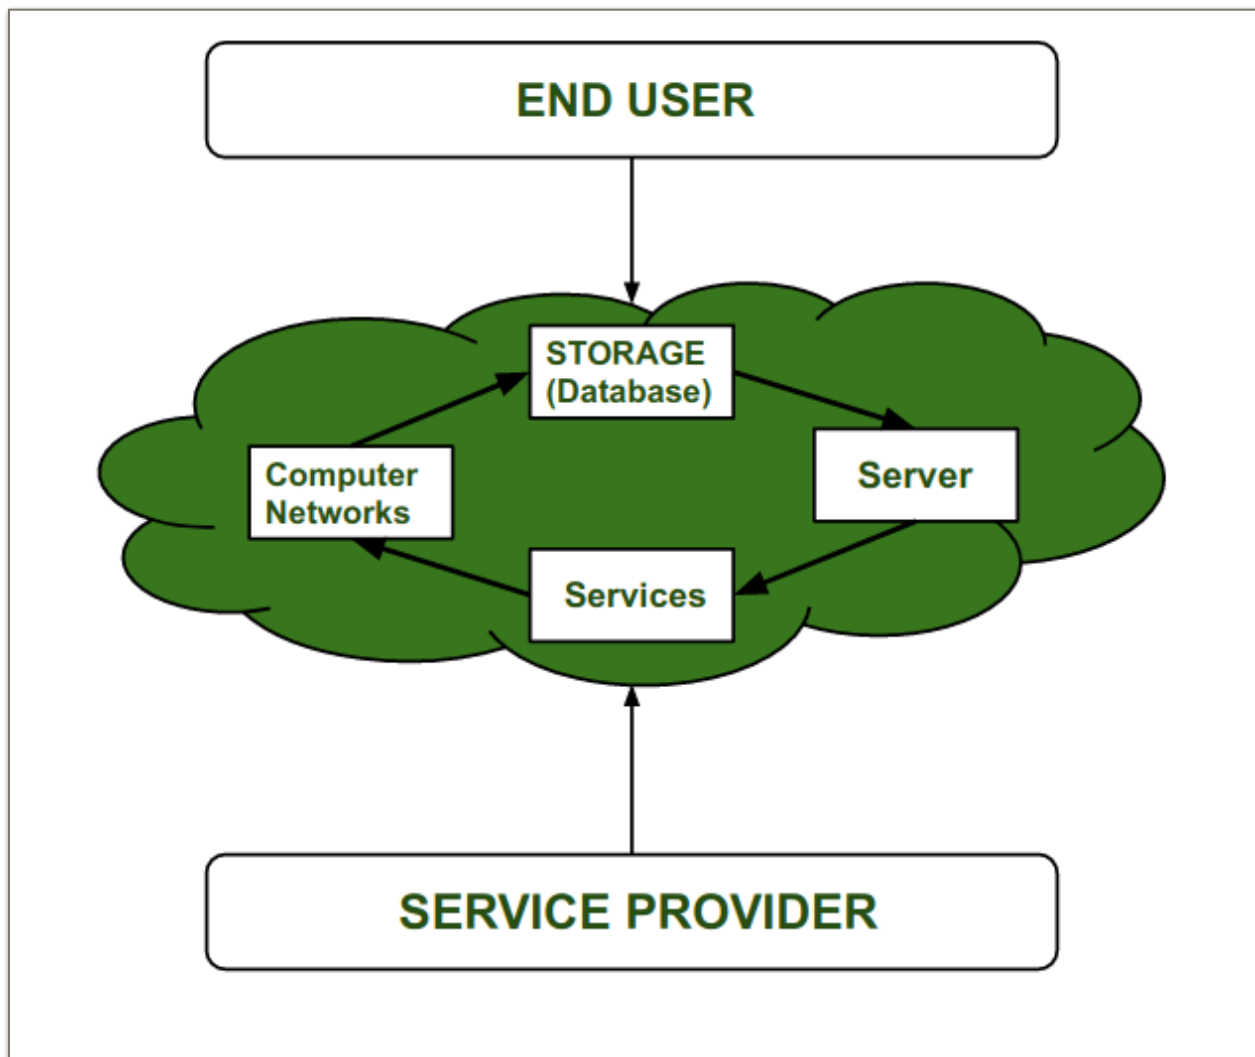 END USER
STORAGE
(Database)
Server
Computer
Networks
Services
SERVICE PROVIDER